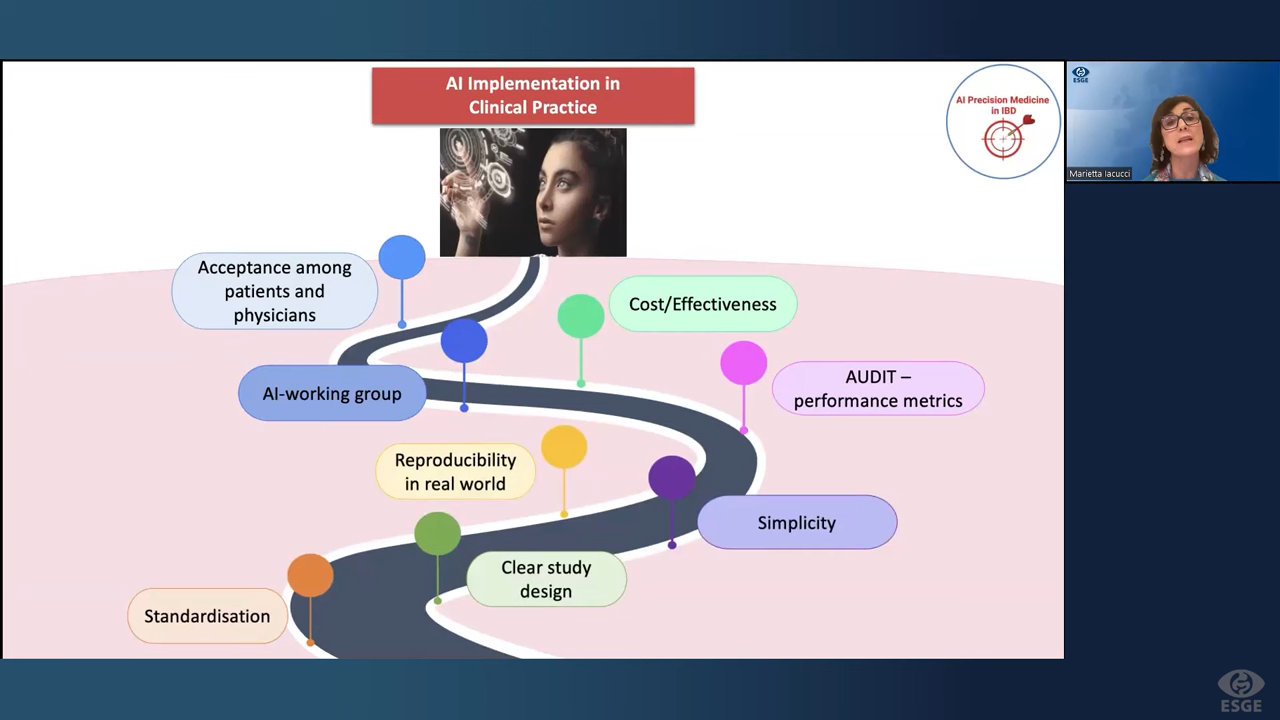 AI Implementation in
Clinical Practice
AI Precision Medicine
in IBD
ESGE
Marietta Iacucci
Acceptance among
patients and
physicians
Cost/Effectiveness
AUDIT –
performance metrics
AI-working group
Reproducibility
in real world
Simplicity
Clear study
design
Standardisation
ESGE